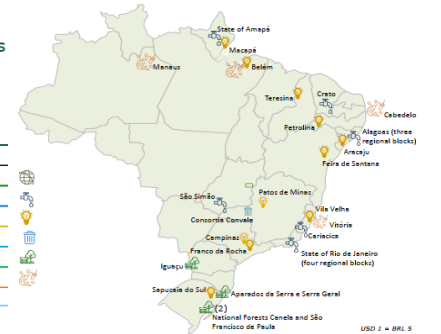 s
State of Amapá
Macapá
Manaus
Belém
Teresina
Crato
Cabedelo
Petrolina
Alagoas (three
regional blocks)
Aracaju
Feira de Santana
São Simão
Patos de Minas
Consortia Convale
Vila Velha
Vitória
Campinas
Cariacica
Franco da Rocha
State of Rio de Janeiro
(four regional blocks)
Iguaçu
Sapucaia do Sul
Aparados da Serra e Serra Geral
(2)
National Forests Canela and São
Francisco de Paula
USD 1 = BRL 5